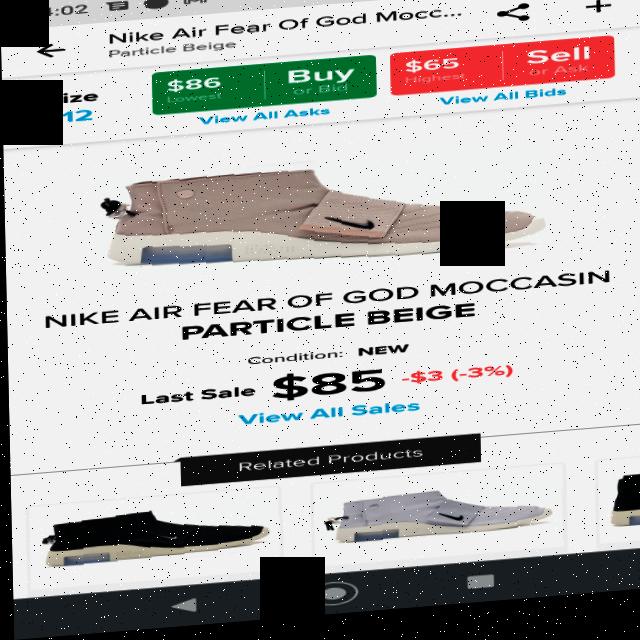 :02
Nike Air Fear Of God Mocc...
Particle Beige
$86 Buy
Lowest or Bid
$65 Sell
Highest or Ask
ize
12
View All Asks
View All Bids
NIKE AIR FEAR OF GOD MOCCASIN
PARTICLE BEIGE
Condition: NEW
Last Sale $85 -$3 (-3%)
View All Sales
Related Products